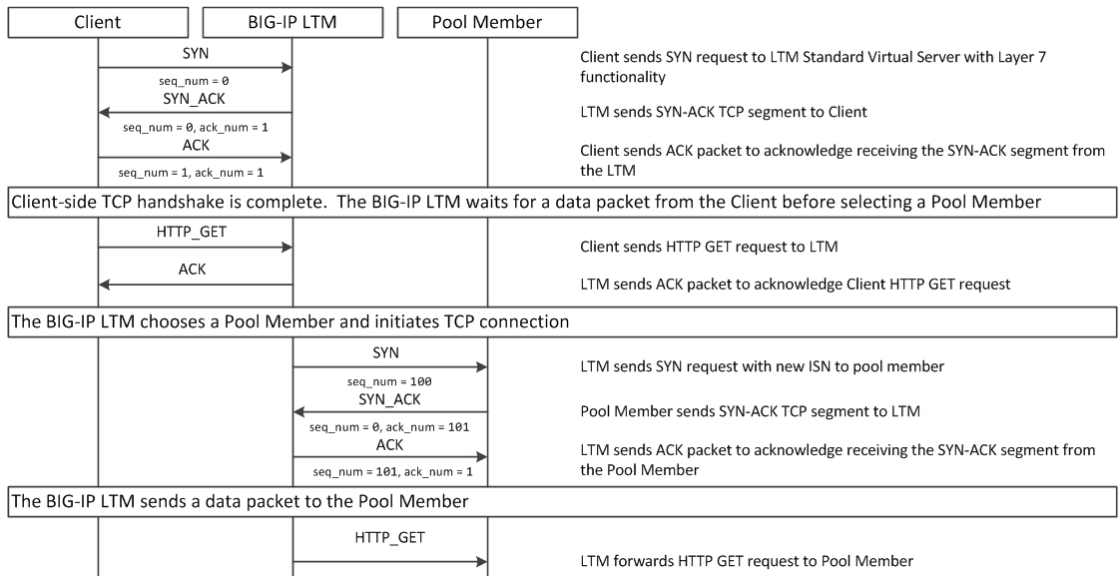 Client
BIG-IP LTM
Pool Member
SYN
Client sends SYN request to LTM Standard Virtual Server with Layer 7
functionality
seq_num = 0
SYN_ACK
LTM sends SYN-ACK TCP segment to Client
seq_num = 0, ack_num = 1
ACK
Client sends ACK packet to acknowledge receiving the SYN-ACK segment from
the LTM
seq_num = 1, ack_num = 1
Client-side TCP handshake is complete. The BIG-IP LTM waits for a data packet from the Client before selecting a Pool Member
HTTP_GET
Client sends HTTP GET request to LTM
ACK
LTM sends ACK packet to acknowledge Client HTTP GET request
The BIG-IP LTM chooses a Pool Member and initiates TCP connection
SYN
LTM sends SYN request with new ISN to pool member
seq_num = 100
SYN_ACK
Pool Member sends SYN-ACK TCP segment to LTM
seq_num = 0, ack_num = 101
ACK
LTM sends ACK packet to acknowledge receiving the SYN-ACK segment from
the Pool Member
seq_num = 101, ack_num = 1
The BIG-IP LTM sends a data packet to the Pool Member
HTTP_GET
LTM forwards HTTP GET request to Pool Member